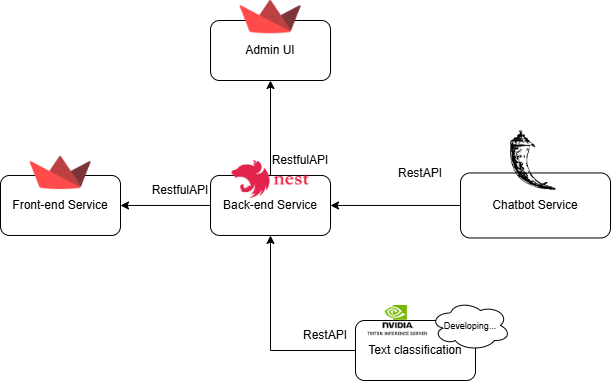 Admin UI
RestfulAPI
nest
RestAPI
RestfulAPI
Front-end Service
Back-end Service
Chatbot Service
NVIDIA.
TRITON INFERENCE SERVER
Developing...
RestAPI
Text classification